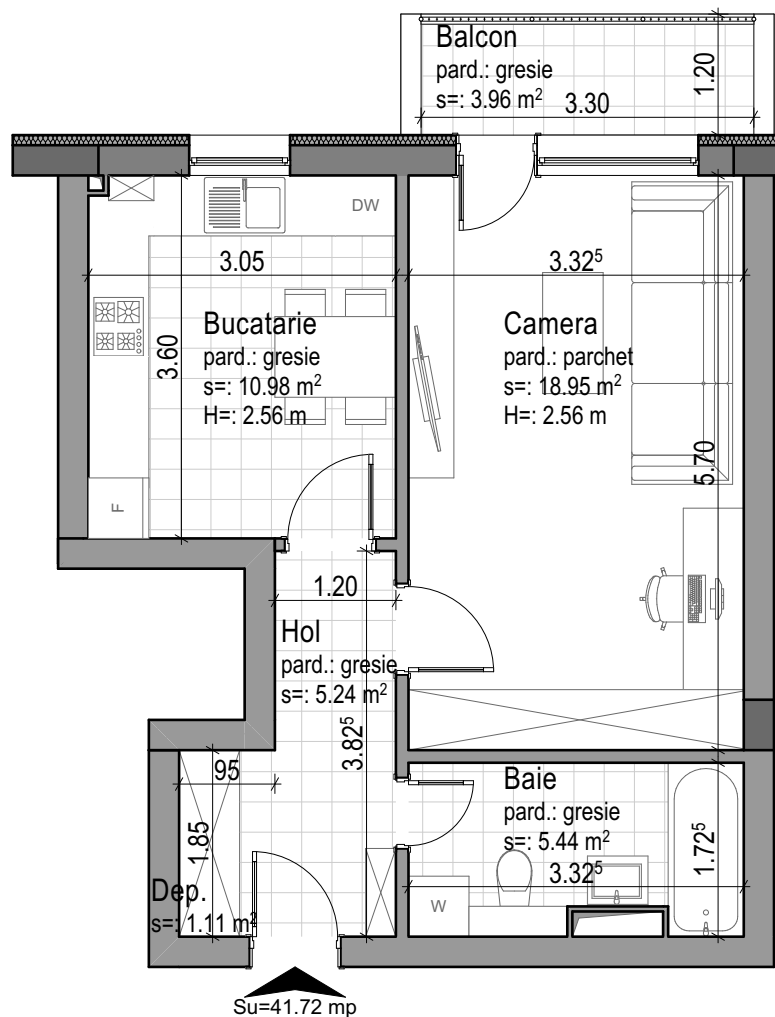 Balcon
pard.: gresie
s=: 3.96 m²
1.20
3.30
DW
3.05
3.32⁵
Bucatarie
pard.: gresie
s=: 10.98 m²
H=: 2.56 m
3.60
Camera
pard.: parchet
s=: 18.95 m²
H=: 2.56 m
5.70
F
1.20
Hol
pard.: gresie
s=: 5.24 m²
3.82⁵
95
1.85
Baie
pard.: gresie
s=: 5.44 m²
3.32⁵
1.72⁵
Dep.
s=: 1.11 m²
W
Su=41.72 mp